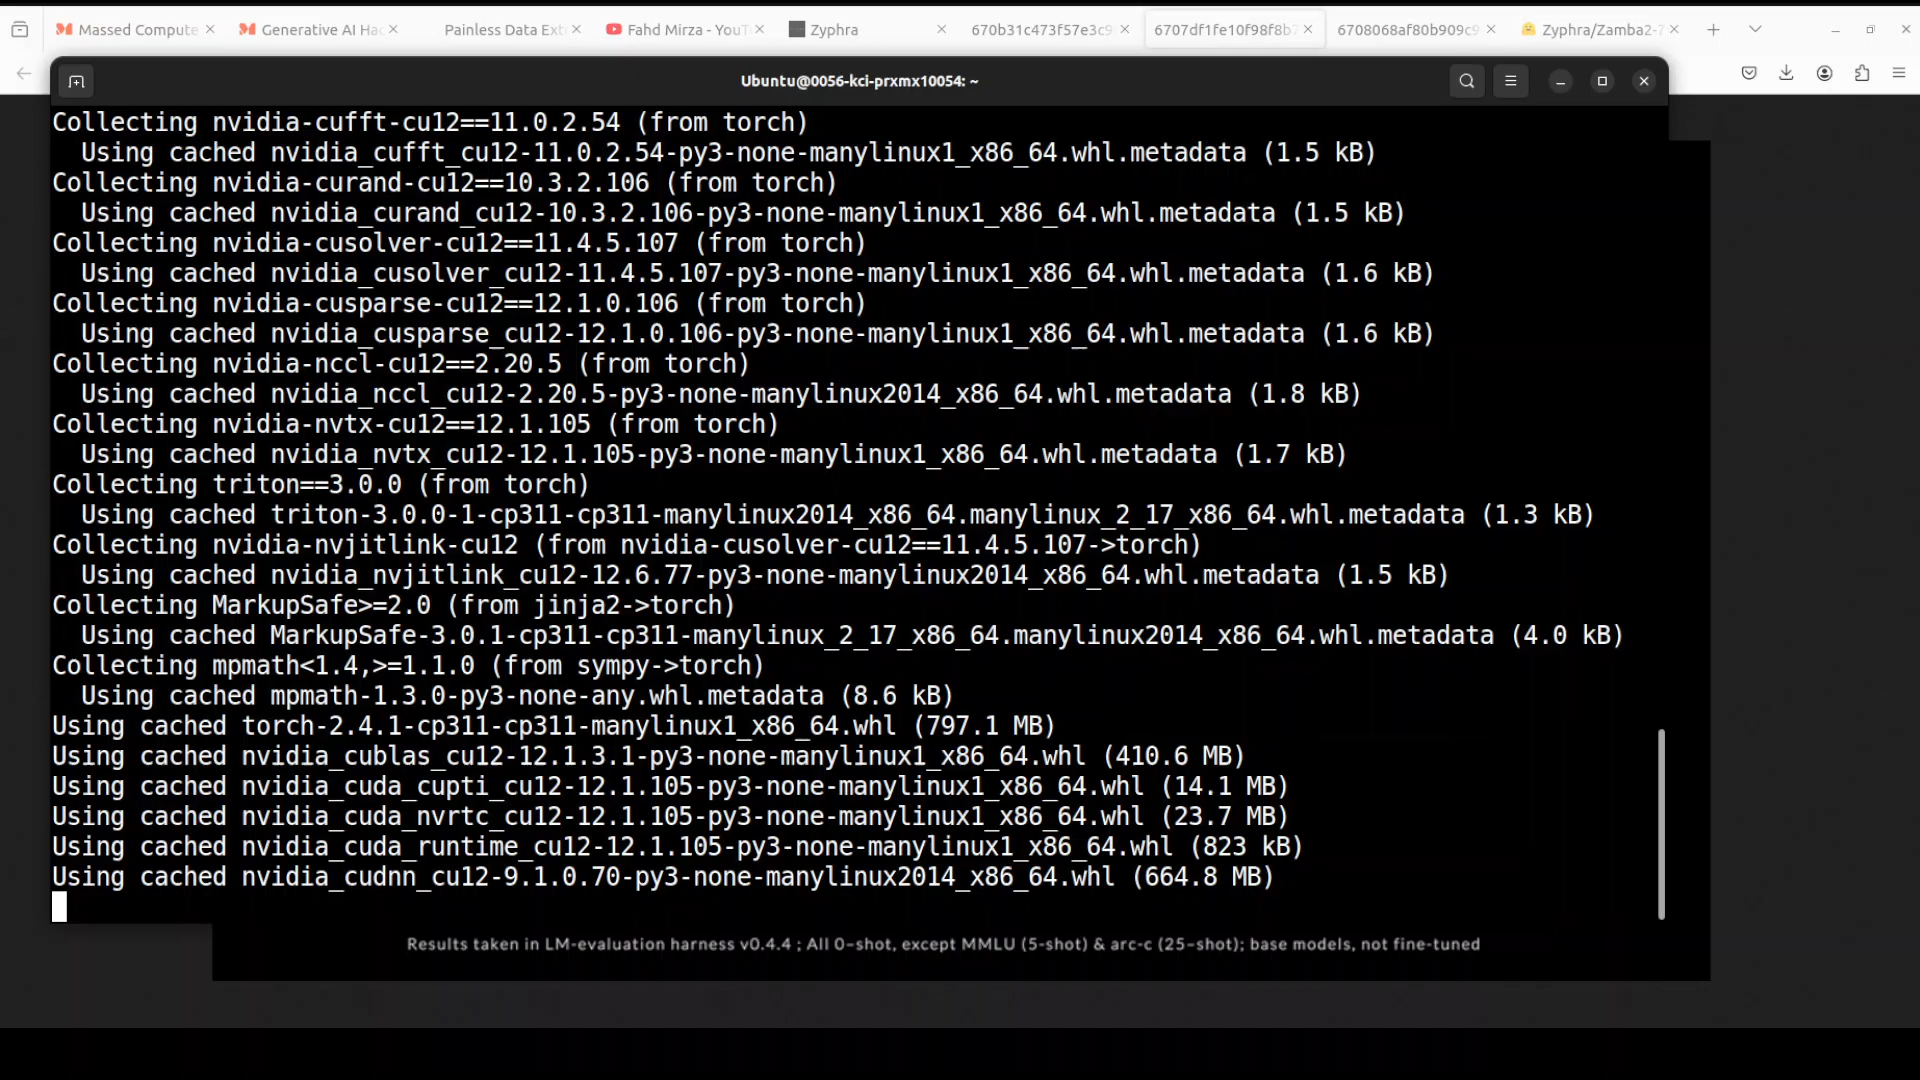 Massed Compute
Generative AI Hac
Painless Data Ext
Fahd Mirza - YouT
Zyphra
670b31c473f57e3c9
6707df1fe10f98f8b7
6708068af80b909c9
Zyphra/Zamba2-7
Ubuntu@0056-kci-prxmx10054: ~
Collecting nvidia-cufft-cu12==11.0.2.54 (from torch)
Using cached nvidia_cufft_cu12-11.0.2.54-py3-none-manylinux1_x86_64.whl.metadata (1.5 kB)
Collecting nvidia-curand-cu12==10.3.2.106 (from torch)
Using cached nvidia_curand_cu12-10.3.2.106-py3-none-manylinux1_x86_64.whl.metadata (1.5 kB)
Collecting nvidia-cusolver-cu12==11.4.5.107 (from torch)
Using cached nvidia_cusolver_cu12-11.4.5.107-py3-none-manylinux1_x86_64.whl.metadata (1.6 kB)
Collecting nvidia-cusparse-cu12==12.1.0.106 (from torch)
Using cached nvidia_cusparse_cu12-12.1.0.106-py3-none-manylinux1_x86_64.whl.metadata (1.6 kB)
Collecting nvidia-nccl-cu12==2.20.5 (from torch)
Using cached nvidia_nccl_cu12-2.20.5-py3-none-manylinux2014_x86_64.whl.metadata (1.8 kB)
Collecting nvidia-nvtx-cu12==12.1.105 (from torch)
Using cached nvidia_nvtx_cu12-12.1.105-py3-none-manylinux1_x86_64.whl.metadata (1.7 kB)
Collecting triton==3.0.0 (from torch)
Using cached triton-3.0.0-1-cp311-cp311-manylinux2014_x86_64.manylinux_2_17_x86_64.whl.metadata (1.3 kB)
Collecting nvidia-nvjitlink-cu12 (from nvidia-cusolver-cu12==11.4.5.107->torch)
Using cached nvidia_nvjitlink_cu12-12.6.77-py3-none-manylinux2014_x86_64.whl.metadata (1.5 kB)
Collecting MarkupSafe>=2.0 (from jinja2->torch)
Using cached MarkupSafe-3.0.1-cp311-cp311-manylinux_2_17_x86_64.manylinux2014_x86_64.whl.metadata (4.0 kB)
Collecting mpmath<1.4,>=1.1.0 (from sympy->torch)
Using cached mpmath-1.3.0-py3-none-any.whl.metadata (8.6 kB)
Using cached torch-2.4.1-cp311-cp311-manylinux1_x86_64.whl (797.1 MB)
Using cached nvidia_cublas_cu12-12.1.3.1-py3-none-manylinux1_x86_64.whl (410.6 MB)
Using cached nvidia_cuda_cupti_cu12-12.1.105-py3-none-manylinux1_x86_64.whl (14.1 MB)
Using cached nvidia_cuda_nvrtc_cu12-12.1.105-py3-none-manylinux1_x86_64.whl (23.7 MB)
Using cached nvidia_cuda_runtime_cu12-12.1.105-py3-none-manylinux1_x86_64.whl (823 kB)
Using cached nvidia_cudnn_cu12-9.1.0.70-py3-none-manylinux2014_x86_64.whl (664.8 MB)
Results taken in LM-evaluation harness v0.4.4 ; All 0-shot, except MMLU (5-shot) & arc-c (25-shot); base models, not fine-tuned